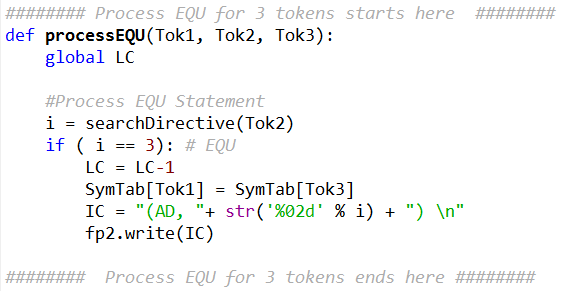 ######## Process EQU for 3 tokens starts here  ########
def processEQU(Tok1, Tok2, Tok3):
    global LC
    #Process EQU Statement
    i = searchDirective(Tok2)
    if ( i == 3): # EQU
        LC = LC-1
        SymTab[Tok1] = SymTab[Tok3]
        IC = "(AD, "+ str('%02d' % i) + ") \n"
        fp2.write(IC)
########  Process EQU for 3 tokens ends here ########